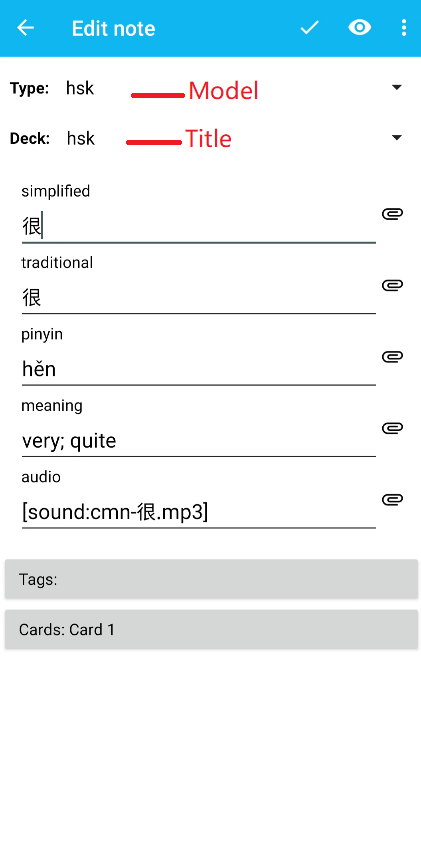 Edit note
Type: hsk Model
Deck: hsk Title
simplified
很
traditional
很
pinyin
hěn
meaning
very; quite
audio
[sound:cmn-很.mp3]
Tags:
Cards: Card 1